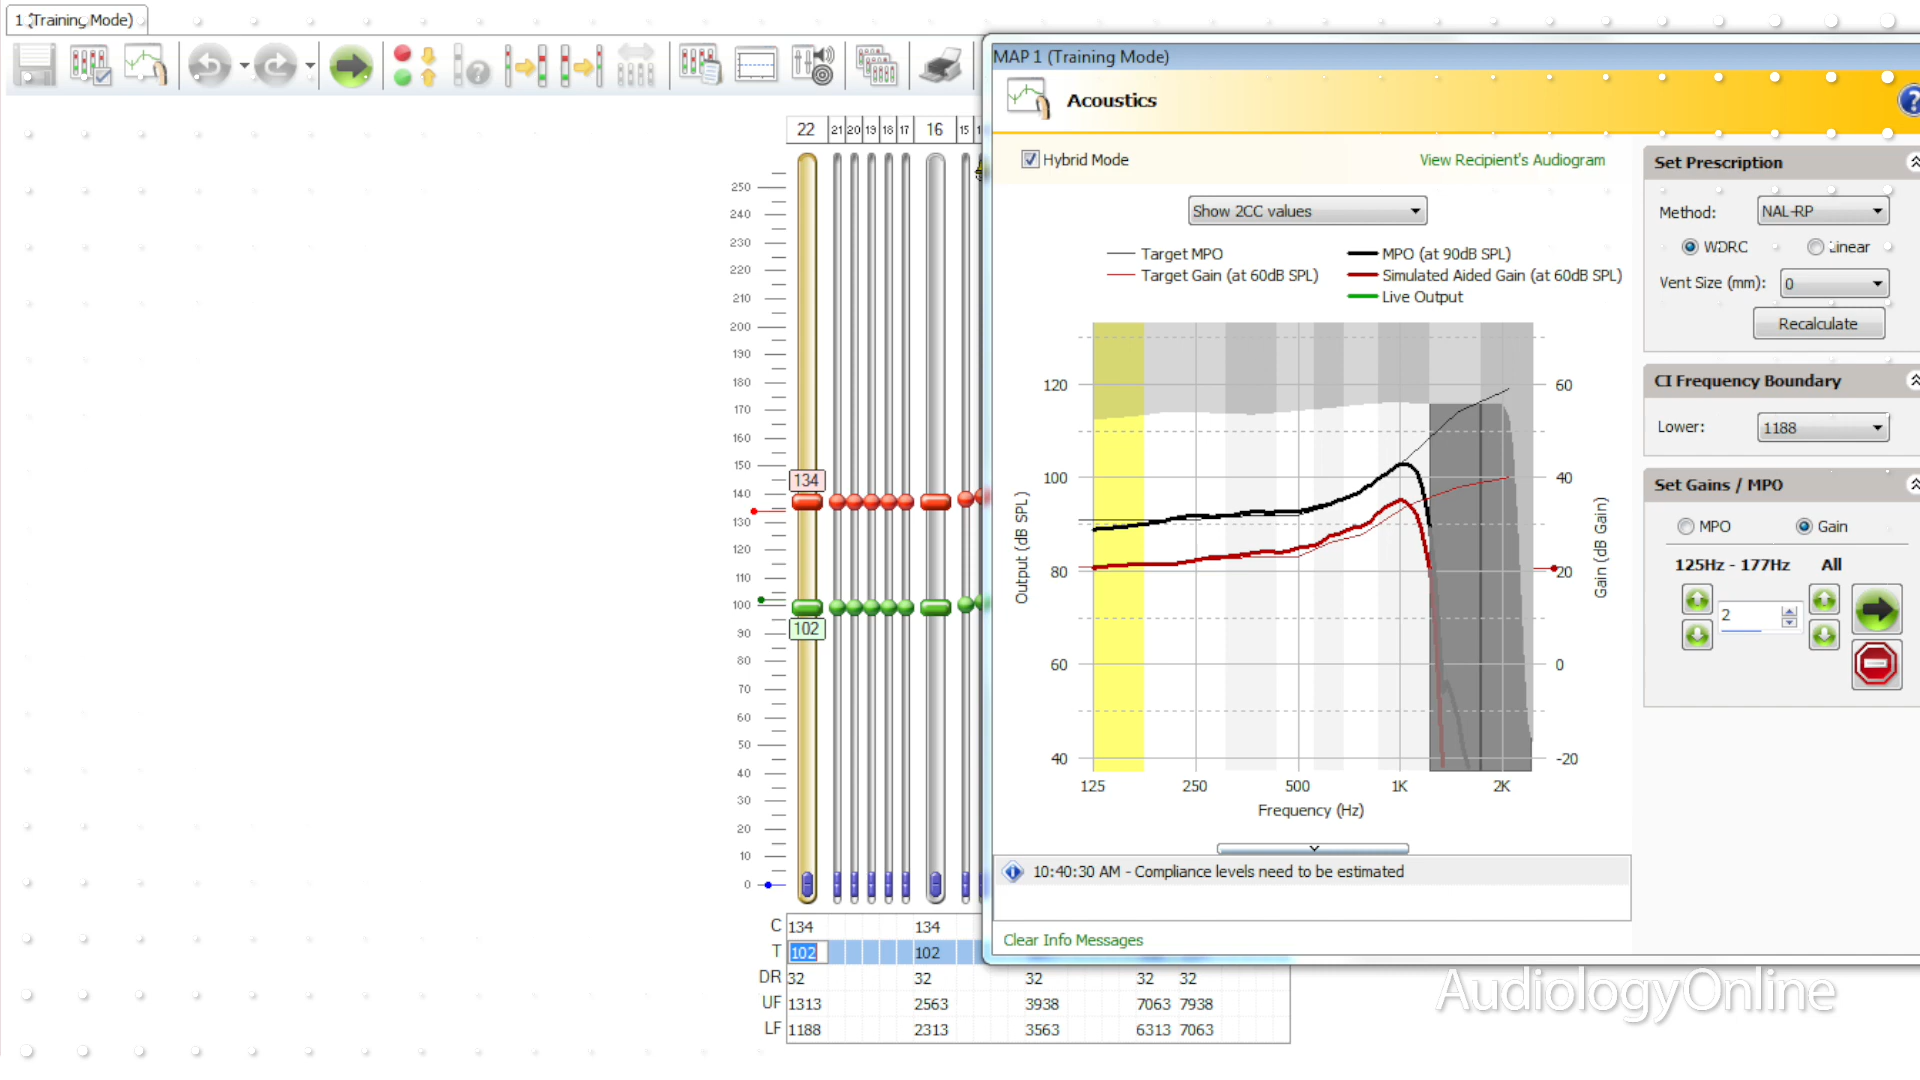 1 (Training Mode)
MAP 1 (Training Mode)
Acoustics
Hybrid Mode
View Recipient's Audiogram
Show 2CC values
Target MPO
MPO (at 90dB SPL)
Target Gain (at 60dB SPL)
Simulated Aided Gain (at 60dB SPL)
Live Output
120
100
80
60
40
60
40
20
0
-20
Output (dB SPL)
Gain (dB Gain)
125 250 500 1K 2K
Frequency (Hz)
10:40:30 AM - Compliance levels need to be estimated
Clear Info Messages
Set Prescription
Method: NAL-RP
WDRC Linear
Vent Size (mm): 0
Recalculate
CI Frequency Boundary
Lower: 1188
Set Gains / MPO
MPO Gain
125Hz - 177Hz All
2
22 21 20 19 18 17 16 15
250
240
230
220
210
200
190
180
170
160
150
140
130
120
110
100
90
80
70
60
50
40
30
20
10
0
134
102
C 134 134
T 102 102
DR 32 32 32 32 32
UF 1313 2563 3938 7063 7938
LF 1188 2313 3563 6313 7063
AudiologyOnline